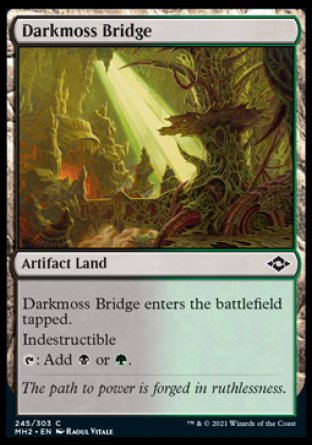 Darkmoss Bridge
Artifact Land
Darkmoss Bridge enters the battlefield
tapped.
Indestructible
: Add or .
The path to power is forged in ruthlessness.
245/303 C
MH2 • EN Raoul Vitale
™ & © 2021 Wizards of the Coast